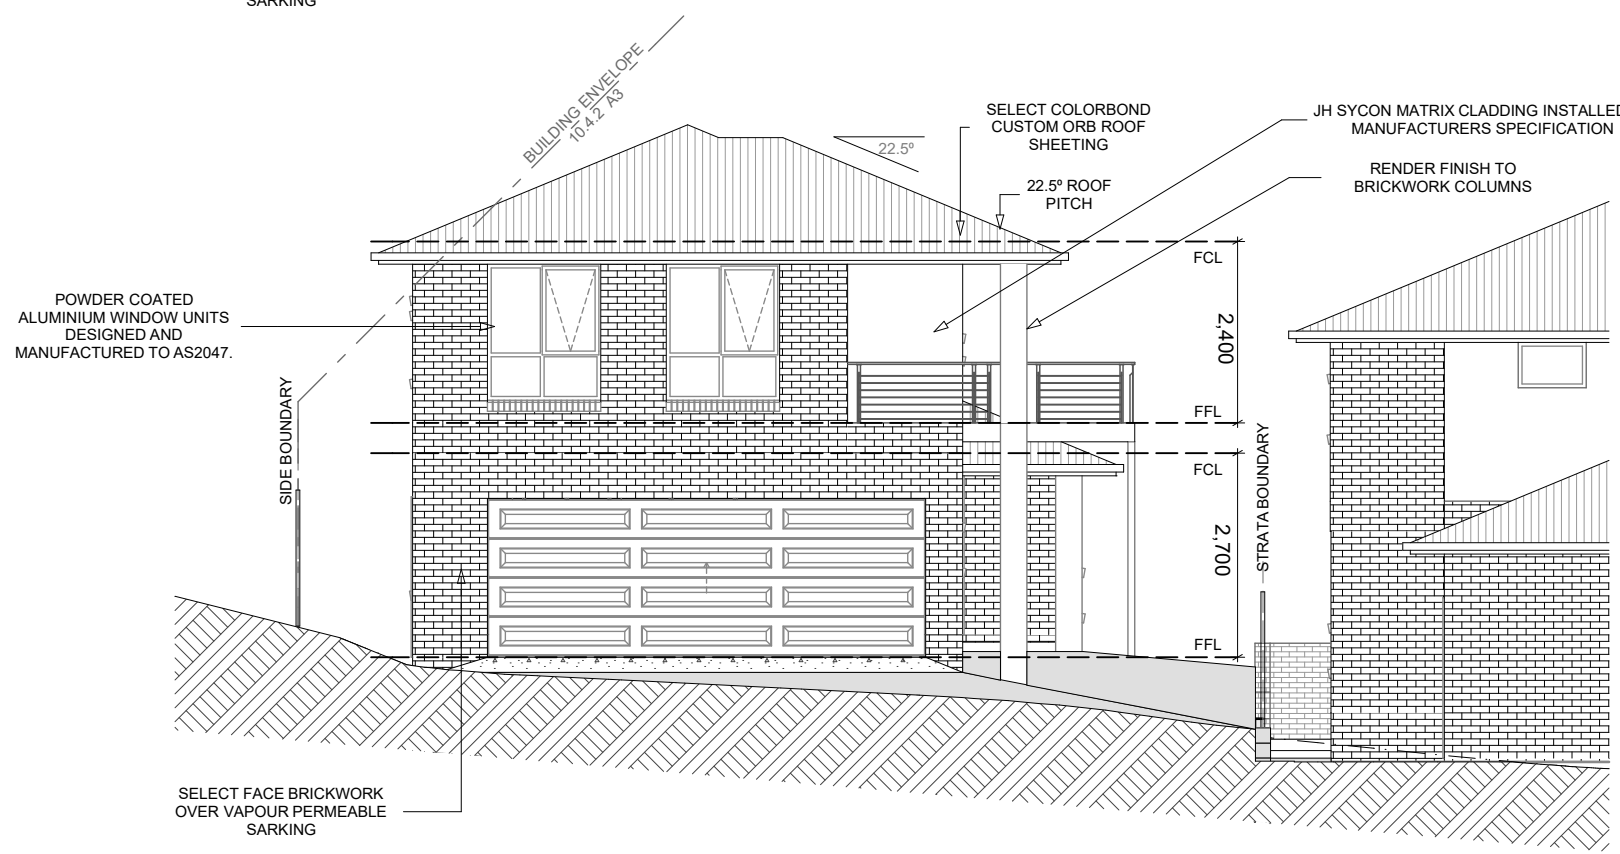 SARKING
BUILDING ENVELOPE
10.4.2 A3
SELECT COLORBOND
CUSTOM ORB ROOF
SHEETING
JH SYCON MATRIX CLADDING INSTALLED
MANUFACTURERS SPECIFICATION
22.5º
RENDER FINISH TO
BRICKWORK COLUMNS
22.5º ROOF
PITCH
FCL
POWDER COATED
ALUMINIUM WINDOW UNITS
DESIGNED AND
MANUFACTURED TO AS2047.
2,400
SIDE BOUNDARY
FFL
FCL
STRATA BOUNDARY
2,700
FFL
SELECT FACE BRICKWORK
OVER VAPOUR PERMEABLE
SARKING